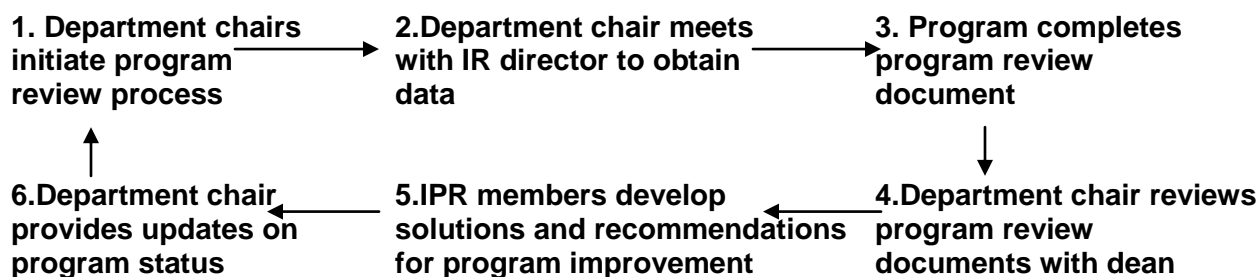 1. Department chairs
initiate program
review process
2.Department chair meets
with IR director to obtain
data
3. Program completes
program review
document
4.Department chair reviews
program review
documents with dean
5.IPR members develop
solutions and recommendations
for program improvement
6.Department chair
provides updates on
program status